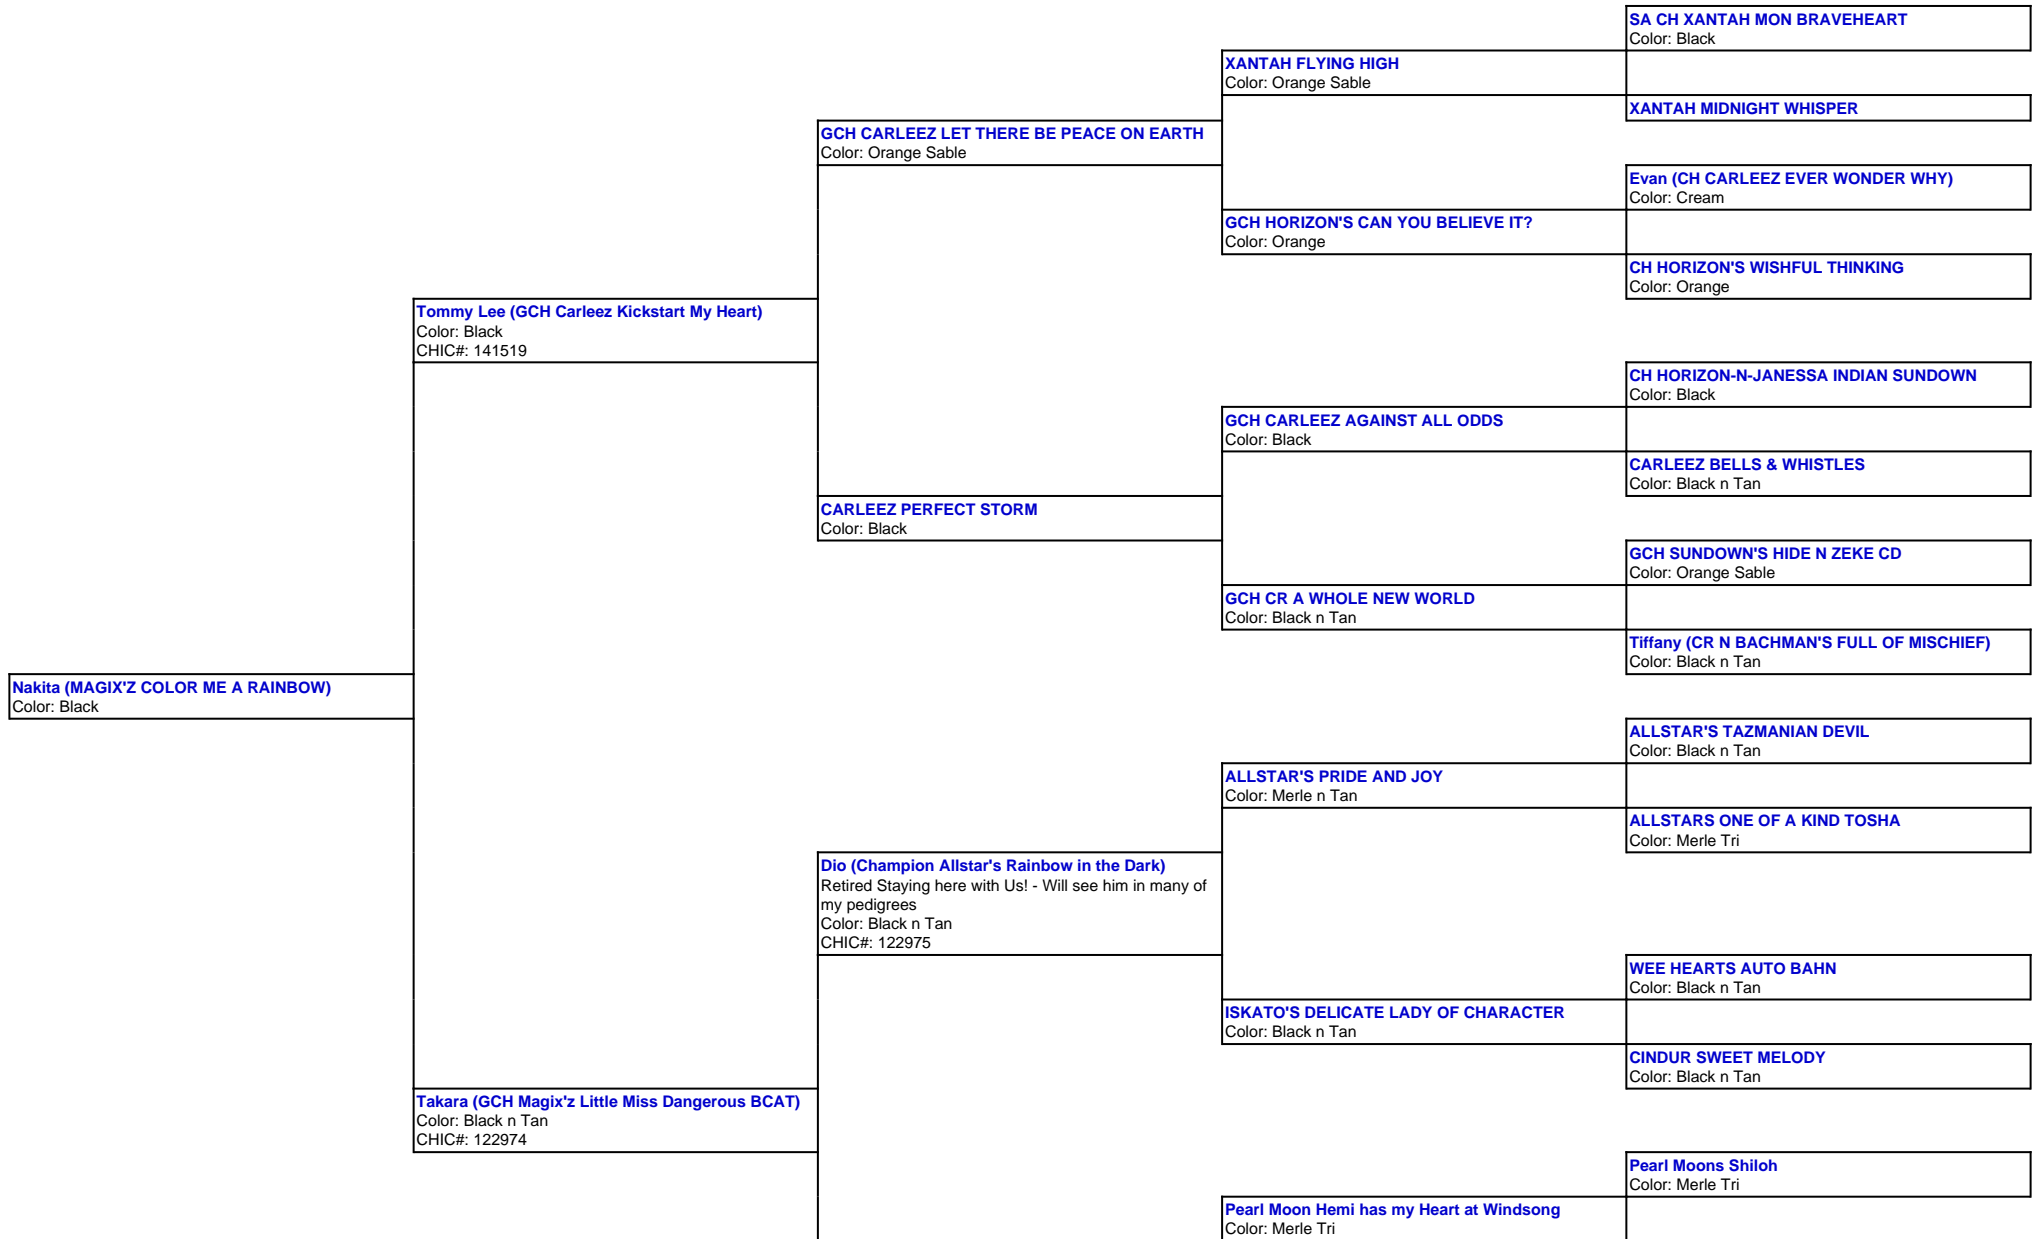 SA CH XANTAH MON BRAVEHEART
Color: Black
XANTAH FLYING HIGH
Color: Orange Sable
XANTAH MIDNIGHT WHISPER
GCH CARLEEZ LET THERE BE PEACE ON EARTH
Color: Orange Sable
Evan (CH CARLEEZ EVER WONDER WHY)
Color: Cream
GCH HORIZON'S CAN YOU BELIEVE IT?
Color: Orange
CH HORIZON'S WISHFUL THINKING
Color: Orange
Tommy Lee (GCH Carleez Kickstart My Heart)
Color: Black
CHIC#: 141519
CH HORIZON-N-JANESSA INDIAN SUNDOWN
Color: Black
GCH CARLEEZ AGAINST ALL ODDS
Color: Black
CARLEEZ BELLS & WHISTLES
Color: Black n Tan
CARLEEZ PERFECT STORM
Color: Black
GCH SUNDOWN'S HIDE N ZEKE CD
Color: Orange Sable
GCH CR A WHOLE NEW WORLD
Color: Black n Tan
Tiffany (CR N BACHMAN'S FULL OF MISCHIEF)
Color: Black n Tan
Nakita (MAGIX'Z COLOR ME A RAINBOW)
Color: Black
ALLSTAR'S TAZMANIAN DEVIL
Color: Black n Tan
ALLSTAR'S PRIDE AND JOY
Color: Merle n Tan
ALLSTARS ONE OF A KIND TOSHA
Color: Merle Tri
Dio (Champion Allstar's Rainbow in the Dark)
Retired Staying here with Us! - Will see him in many of
my pedigrees
Color: Black n Tan
CHIC#: 122975
WEE HEARTS AUTO BAHN
Color: Black n Tan
ISKATO'S DELICATE LADY OF CHARACTER
Color: Black n Tan
CINDUR SWEET MELODY
Color: Black n Tan
Takara (GCH Magix'z Little Miss Dangerous BCAT)
Color: Black n Tan
CHIC#: 122974
Pearl Moons Shiloh
Color: Merle Tri
Pearl Moon Hemi has my Heart at Windsong
Color: Merle Tri